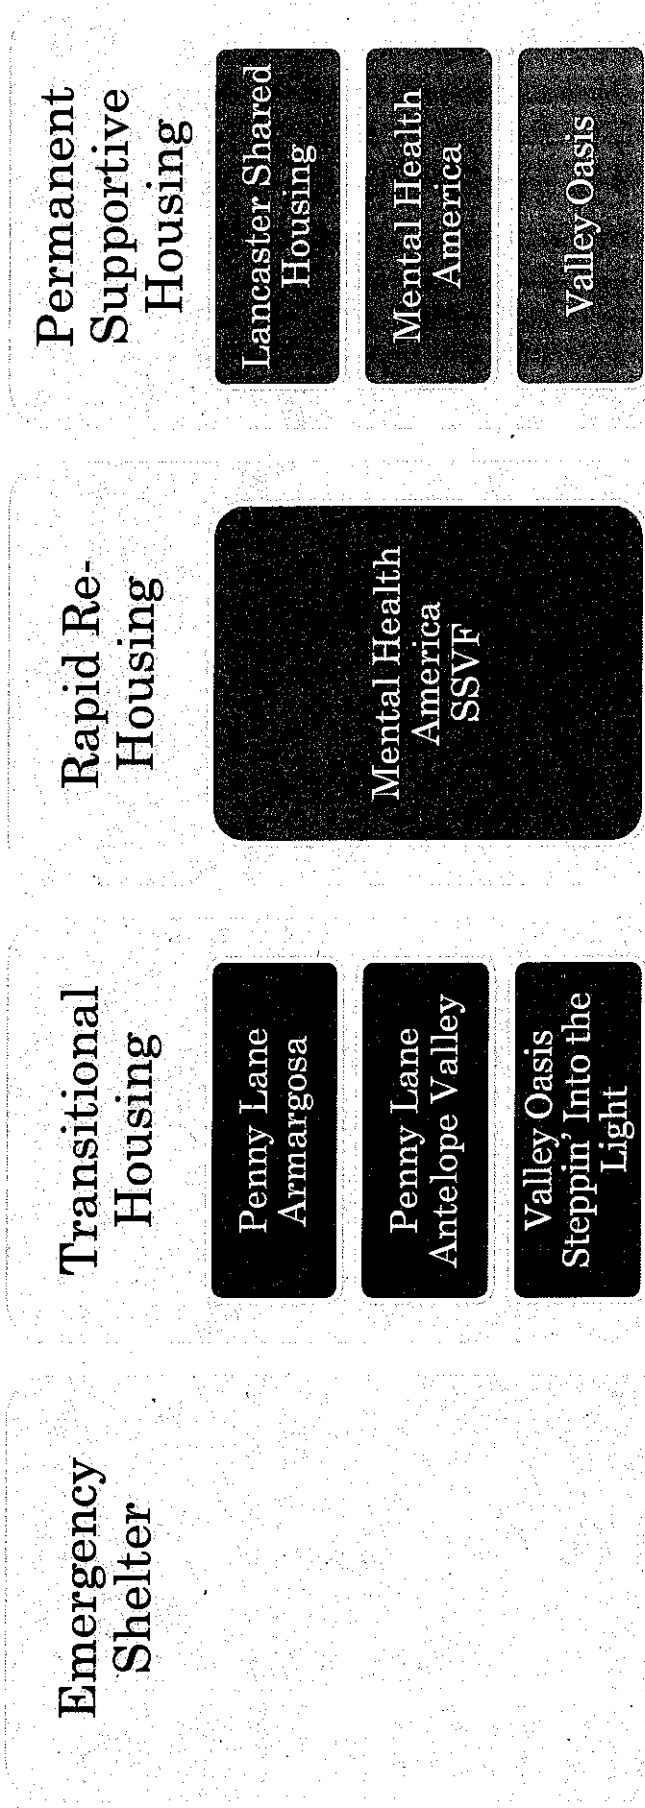 Emergency
Shelter
Transitional
Housing
Penny Lane
Armargosa
Penny Lane
Antelope Valley
Valley Oasis
Steppin' Into the
Light
Rapid Re-
Housing
Mental Health
America
SSVF
Permanent
Supportive
Housing
Lancaster Shared
Housing
Mental Health
America
Valley Oasis